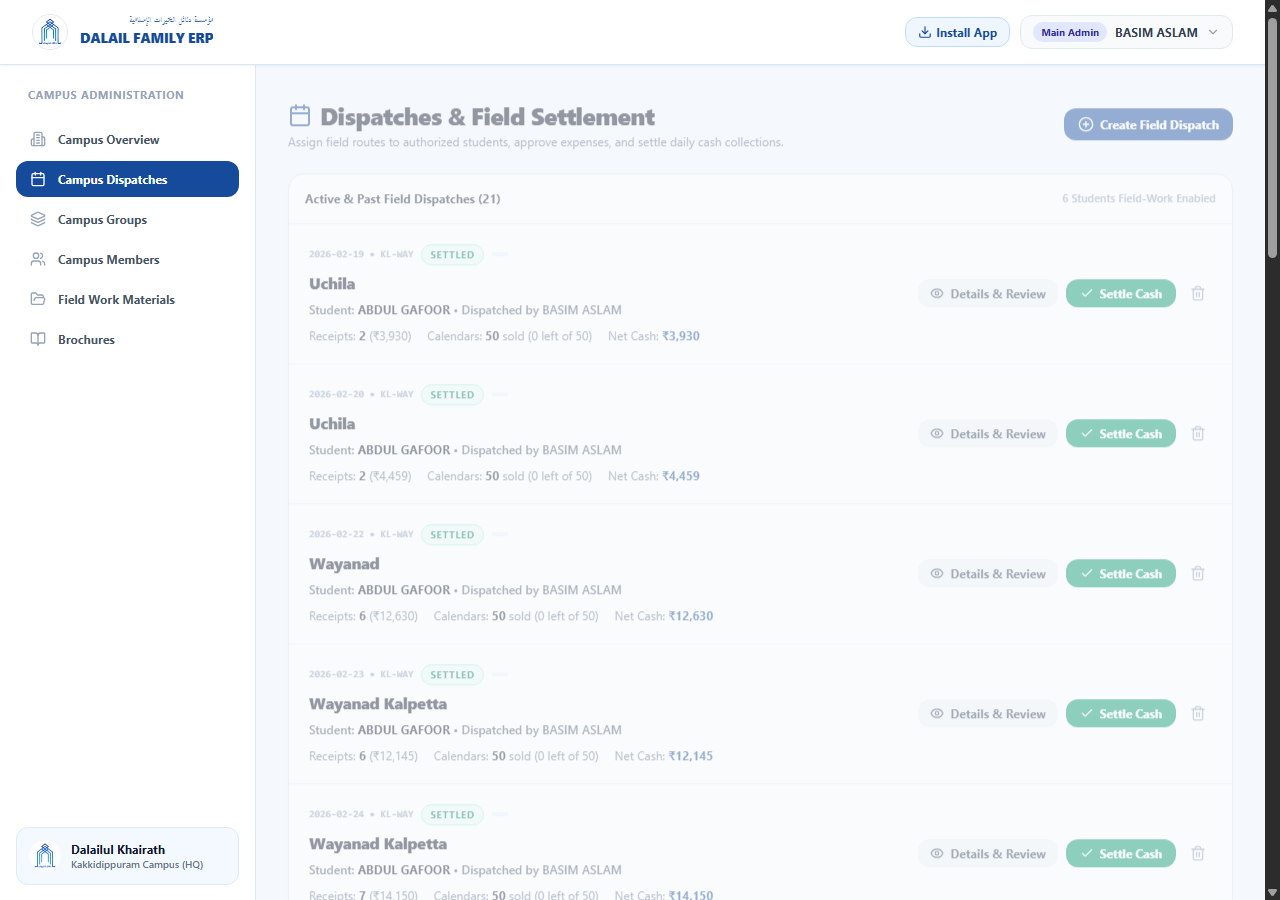 مؤسسة دلائل الخيرات الإسلامية
DALAIL FAMILY ERP
Install App
Main Admin
BASIM ASLAM
CAMPUS ADMINISTRATION
Campus Overview
Campus Dispatches
Campus Groups
Campus Members
Field Work Materials
Brochures
Dalailul Khairath
Kakkidippuram Campus (HQ)
Dispatches & Field Settlement
Assign field routes to authorized students, approve expenses, and settle daily cash collections.
Create Field Dispatch
Active & Past Field Dispatches (21)
6 Students Field-Work Enabled
2026-02-19 • KL-WAY SETTLED
Uchila
Student: ABDUL GAFOOR • Dispatched by BASIM ASLAM
Receipts: 2 (₹3,930) Calendars: 50 sold (0 left of 50) Net Cash: ₹3,930
Details & Review Settle Cash
2026-02-20 • KL-WAY SETTLED
Uchila
Student: ABDUL GAFOOR • Dispatched by BASIM ASLAM
Receipts: 2 (₹4,459) Calendars: 50 sold (0 left of 50) Net Cash: ₹4,459
Details & Review Settle Cash
2026-02-22 • KL-WAY SETTLED
Wayanad
Student: ABDUL GAFOOR • Dispatched by BASIM ASLAM
Receipts: 6 (₹12,630) Calendars: 50 sold (0 left of 50) Net Cash: ₹12,630
Details & Review Settle Cash
2026-02-23 • KL-WAY SETTLED
Wayanad Kalpetta
Student: ABDUL GAFOOR • Dispatched by BASIM ASLAM
Receipts: 6 (₹12,145) Calendars: 50 sold (0 left of 50) Net Cash: ₹12,145
Details & Review Settle Cash
2026-02-24 • KL-WAY SETTLED
Wayanad Kalpetta
Student: ABDUL GAFOOR • Dispatched by BASIM ASLAM
Receipts: 7 (₹14,150) Calendars: 50 sold (0 left of 50) Net Cash: ₹14,150
Details & Review Settle Cash